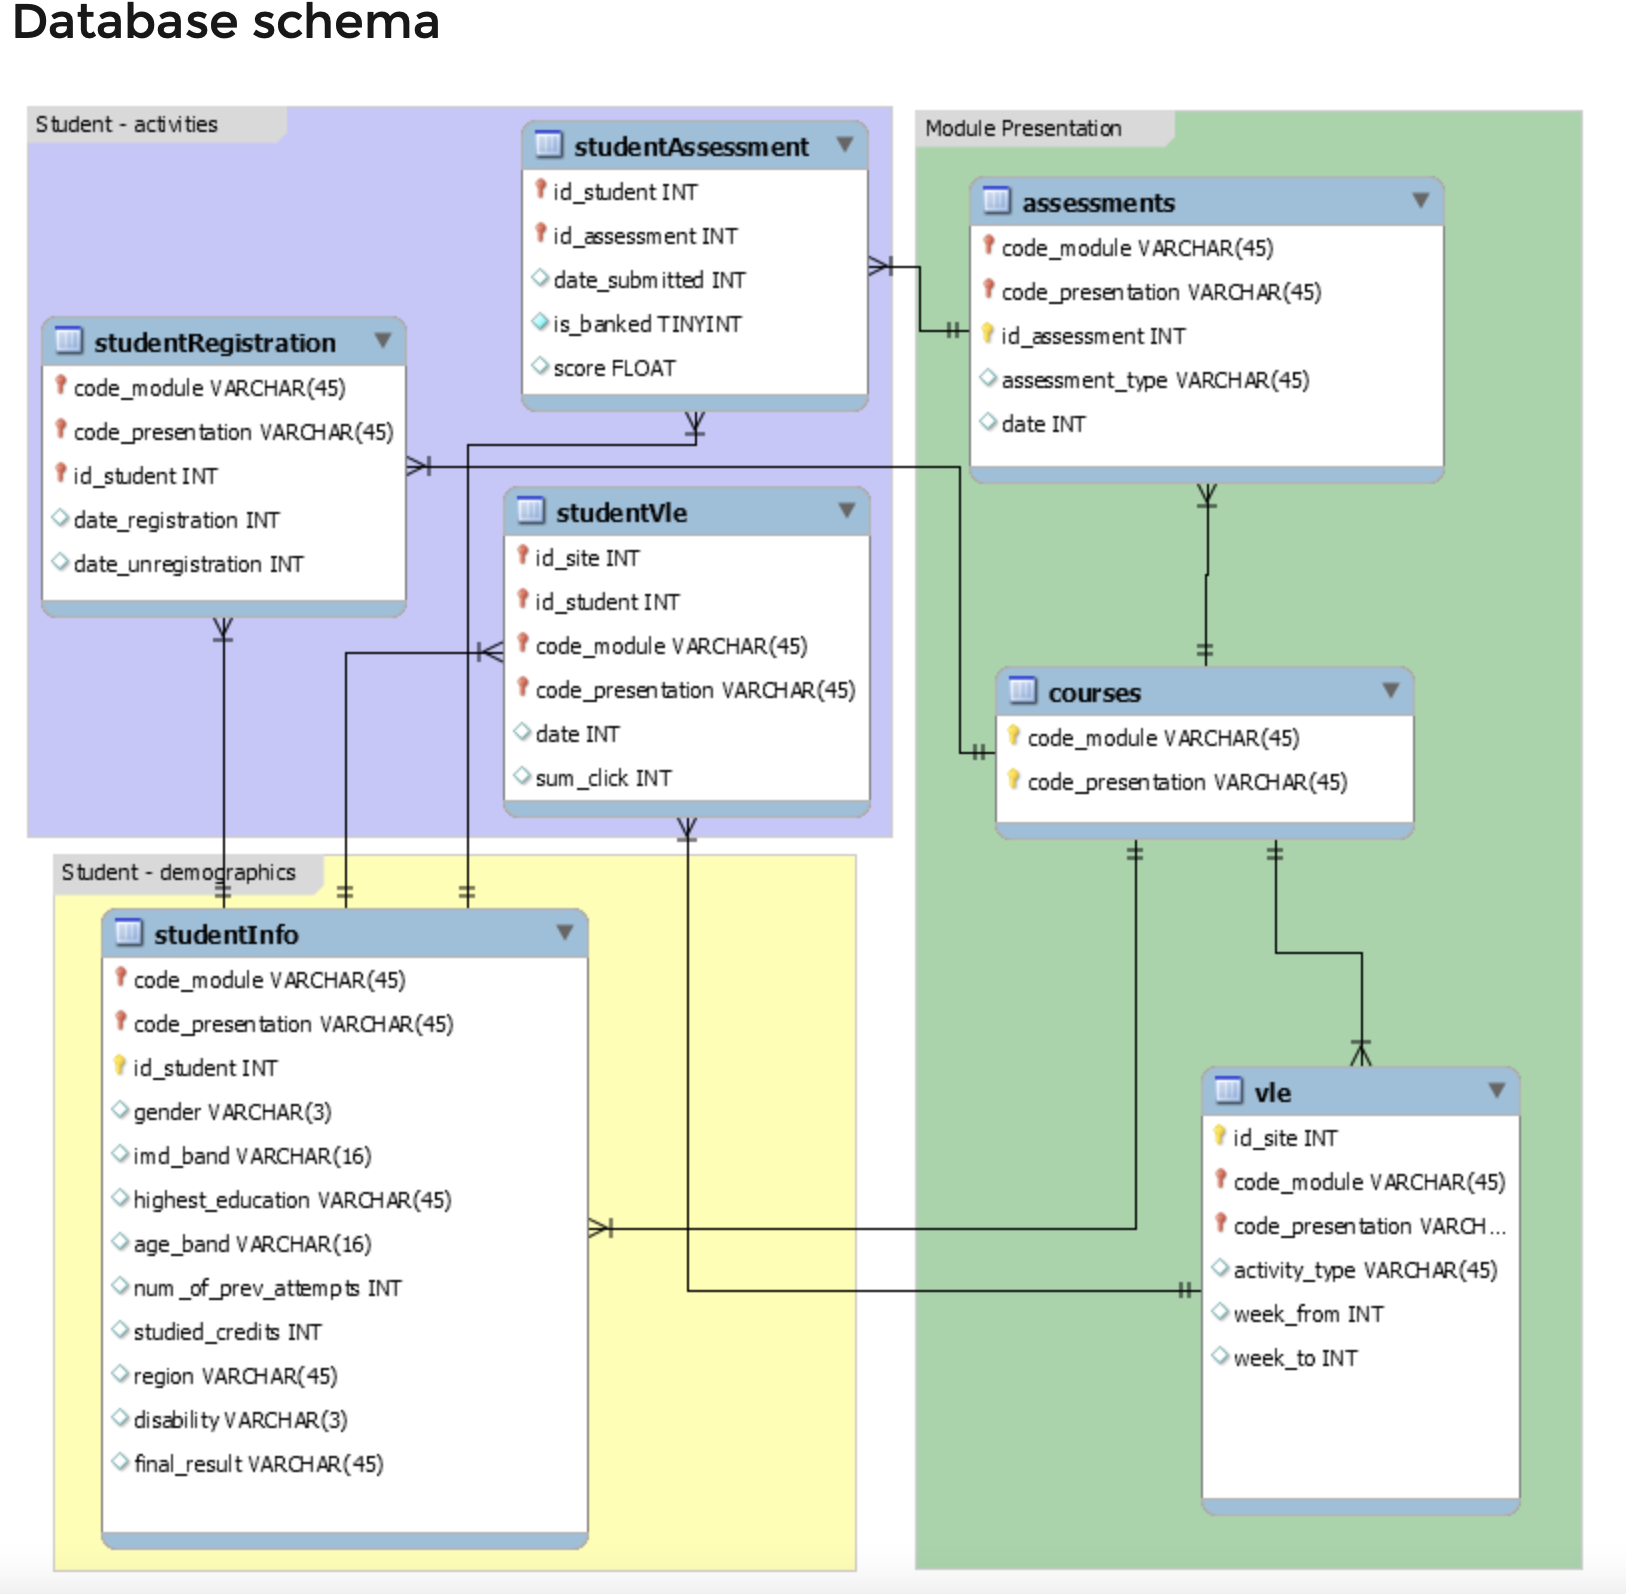 Database schema
Student - activities
studentAssessment
id_student INT
id_assessment INT
date_submitted INT
is_banked TINYINT
score FLOAT
studentRegistration
code_module VARCHAR(45)
code_presentation VARCHAR(45)
id_student INT
date_registration INT
date_unregistration INT
studentVle
id_site INT
id_student INT
code_module VARCHAR(45)
code_presentation VARCHAR(45)
date INT
sum_click INT
Module Presentation
assessments
code_module VARCHAR(45)
code_presentation VARCHAR(45)
id_assessment INT
assessment_type VARCHAR(45)
date INT
courses
code_module VARCHAR(45)
code_presentation VARCHAR(45)
Student - demographics
studentInfo
code_module VARCHAR(45)
code_presentation VARCHAR(45)
id_student INT
gender VARCHAR(3)
imd_band VARCHAR(16)
highest_education VARCHAR(45)
age_band VARCHAR(16)
num_of_prev_attempts INT
studied_credits INT
region VARCHAR(45)
disability VARCHAR(3)
final_result VARCHAR(45)
vle
id_site INT
code_module VARCHAR(45)
code_presentation VARCH...
activity_type VARCHAR(45)
week_from INT
week_to INT